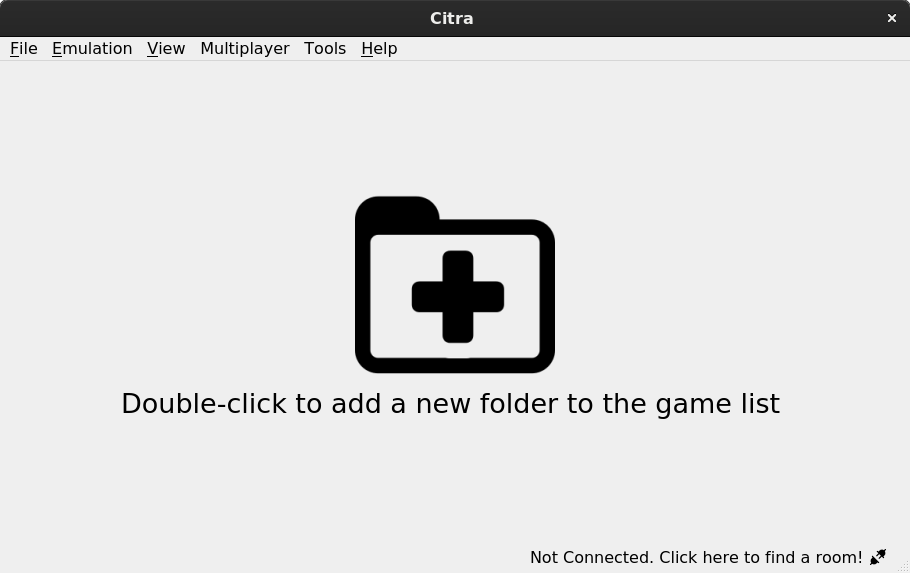 Citra
File Emulation View Multiplayer Tools Help
Double-click to add a new folder to the game list
Not Connected. Click here to find a room!